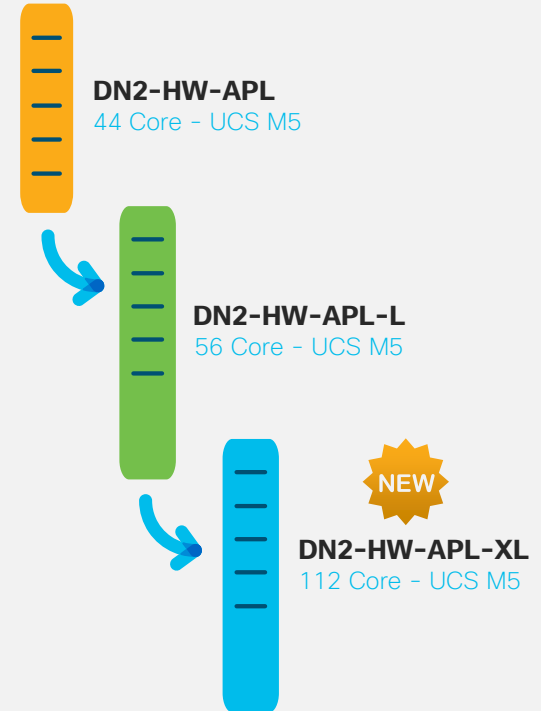 DN2-HW-APL
44 Core - UCS M5
DN2-HW-APL-L
56 Core - UCS M5
NEW
DN2-HW-APL-XL
112 Core - UCS M5